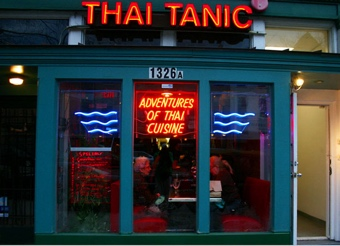 THAI TANIC
1326A
ADVENTURES
OF THAI
CUISINE